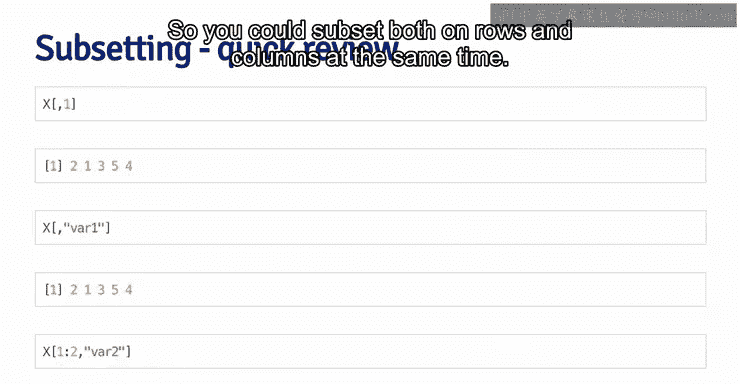 So you could subset both on rows and
columns at the same time.
Subsetting - quick review
X[,1]
[1] 2 1 3 5 4
X[,"var1"]
[1] 2 1 3 5 4
X[1:2,"var2"]